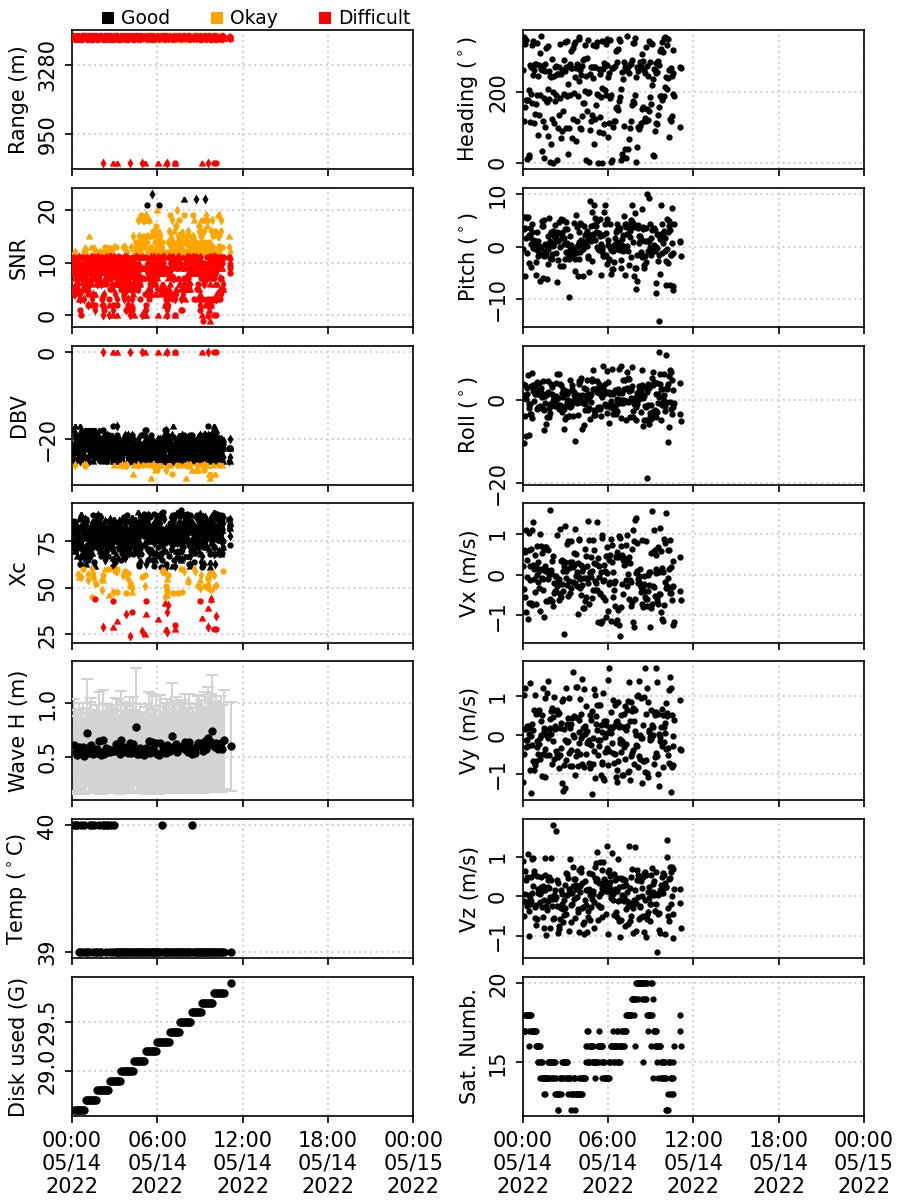 Good Okay Difficult
Range (m)
3280
950
Heading (°)
200
0
SNR
20
10
0
Pitch (°)
10
0
−10
DBV
0
−20
Roll (°)
0
−20
Xc
75
50
25
Vx (m/s)
1
0
−1
Wave H (m)
1.0
0.5
Vy (m/s)
1
0
−1
Temp (°C)
40
39
Vz (m/s)
1
0
−1
Disk used (G)
29.5
29.0
Sat. Numb.
20
15
00:00 06:00 12:00 18:00 00:00
05/14 05/14 05/14 05/14 05/15
2022 2022 2022 2022 2022
00:00 06:00 12:00 18:00 00:00
05/14 05/14 05/14 05/14 05/15
2022 2022 2022 2022 2022